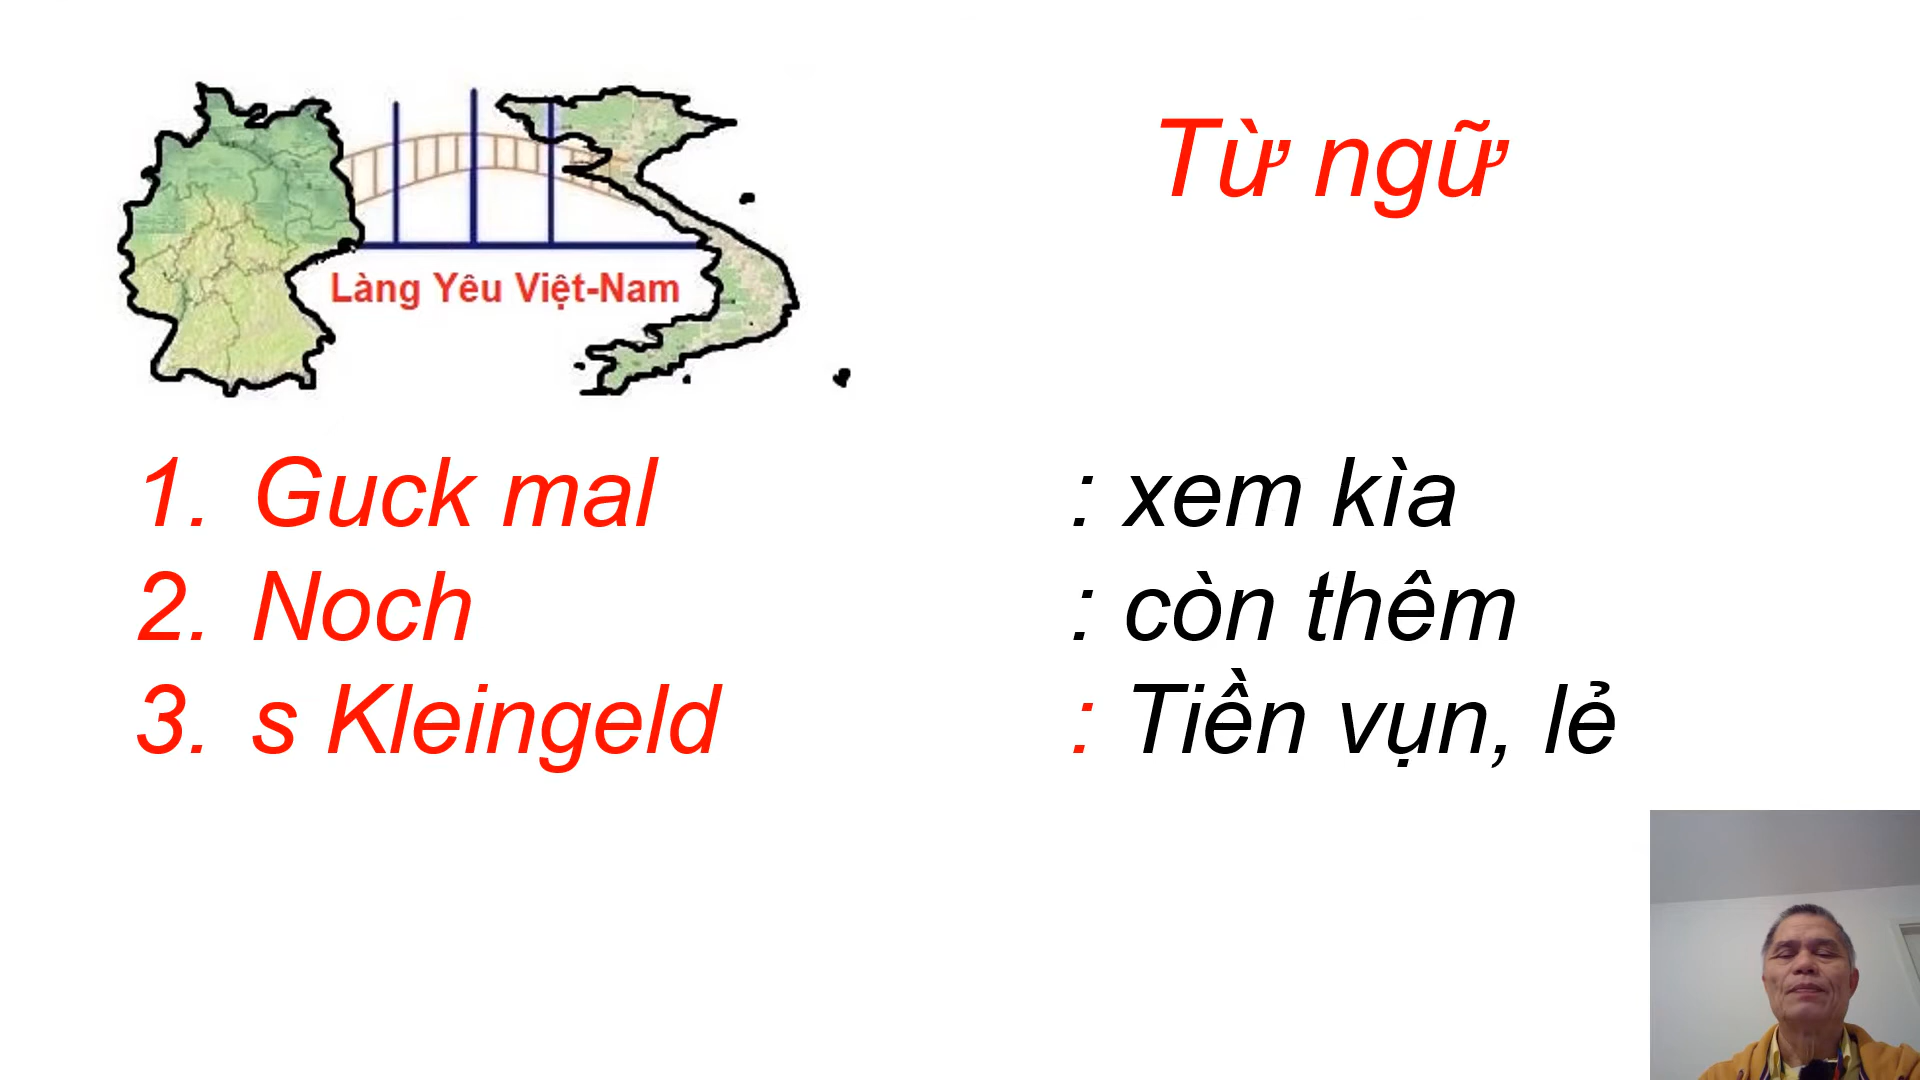 Từ ngữ
Làng Yêu Việt-Nam
1. Guck mal : xem kìa
2. Noch : còn thêm
3. s Kleingeld : Tiền vụn, lẻ